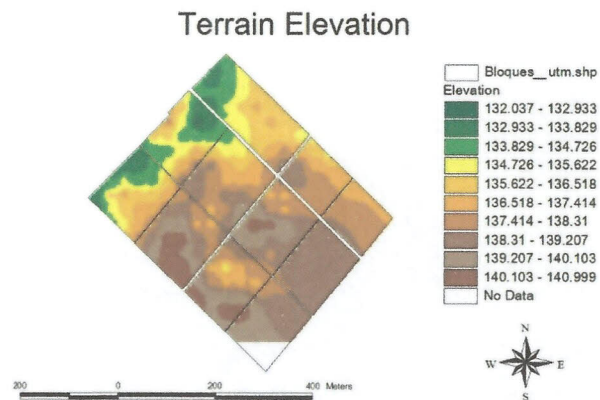 Terrain Elevation
Bloques__utm.shp
Elevation
132.037 - 132.933
132.933 - 133.829
133.829 - 134.726
134.726 - 135.622
135.622 - 136.518
136.518 - 137.414
137.414 - 138.31
138.31 - 139.207
139.207 - 140.103
140.103 - 140.999
No Data
N
W E
S
200 0 200 400 Meters